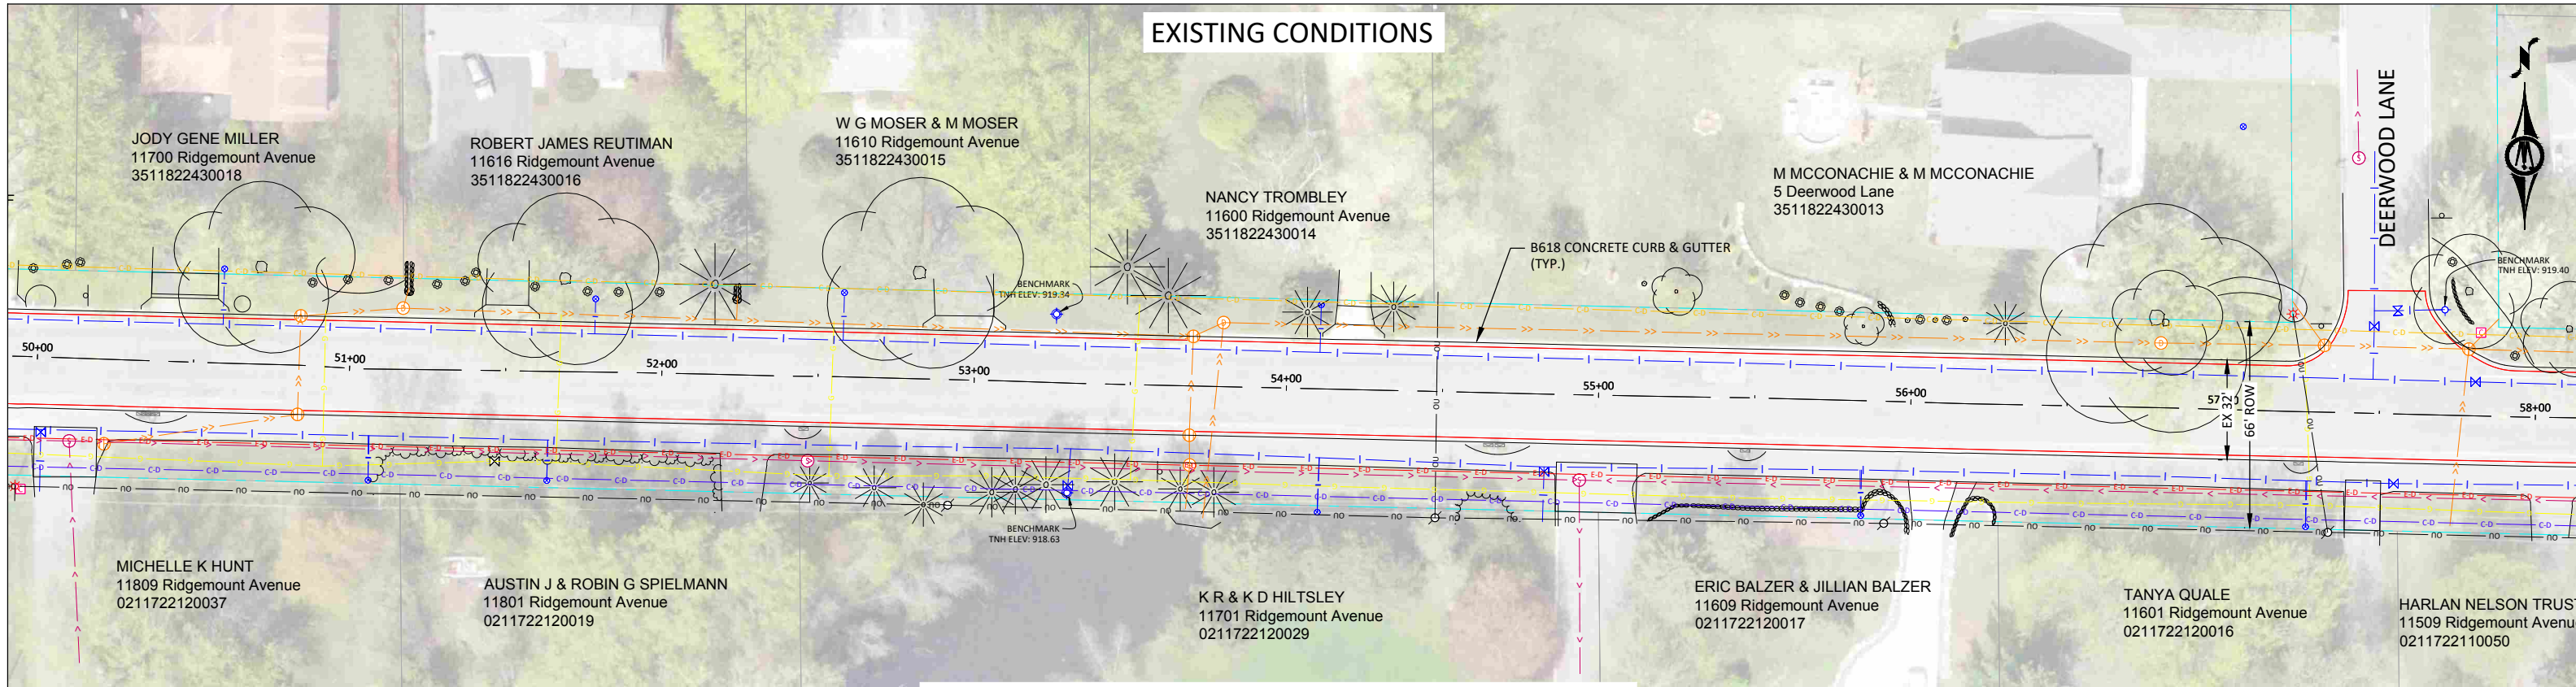 EXISTING CONDITIONS
JODY GENE MILLER
11700 Ridgemount Avenue
3511822430018
ROBERT JAMES REUTIMAN
11616 Ridgemount Avenue
3511822430016
W G MOSER & M MOSER
11610 Ridgemount Avenue
3511822430015
NANCY TROMBLEY
11600 Ridgemount Avenue
3511822430014
M MCCONACHIE & M MCCONACHIE
5 Deerwood Lane
3511822430013
DEERWOOD LANE
N
B618 CONCRETE CURB & GUTTER
(TYP.)
BENCHMARK
TNH ELEV: 919.34
BENCHMARK
TNH ELEV: 919.40
50+00
51+00
52+00
53+00
54+00
55+00
56+00
58+00
EX 32'
66' ROW
BENCHMARK
TNH ELEV: 918.63
MICHELLE K HUNT
11809 Ridgemount Avenue
0211722120037
AUSTIN J & ROBIN G SPIELMANN
11801 Ridgemount Avenue
0211722120019
K R & K D HILTSLEY
11701 Ridgemount Avenue
0211722120029
ERIC BALZER & JILLIAN BALZER
11609 Ridgemount Avenue
0211722120017
TANYA QUALE
11601 Ridgemount Avenue
0211722120016
HARLAN NELSON TRUST
11509 Ridgemount Avenu
0211722110050